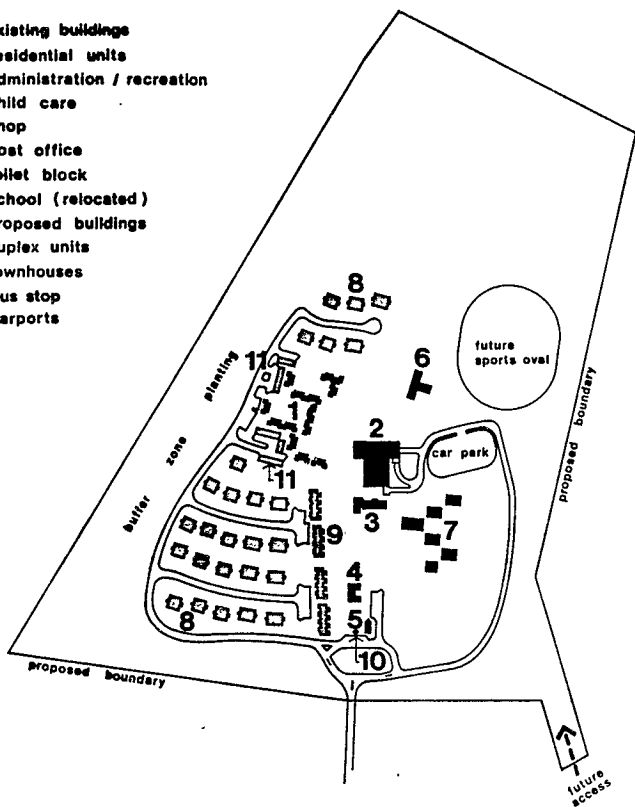 xisting buildings
esidential units
dministration / recreation
hild care
hop
ost office
oilet block
chool (relocated)
roposed buildings
uplex units
ownhouses
us stop
arports
8
11
6
future
sports oval
planting
zone
buffer
1
2
car park
proposed boundary
11
3
9
7
4
5
8
10
proposed boundary
future
access